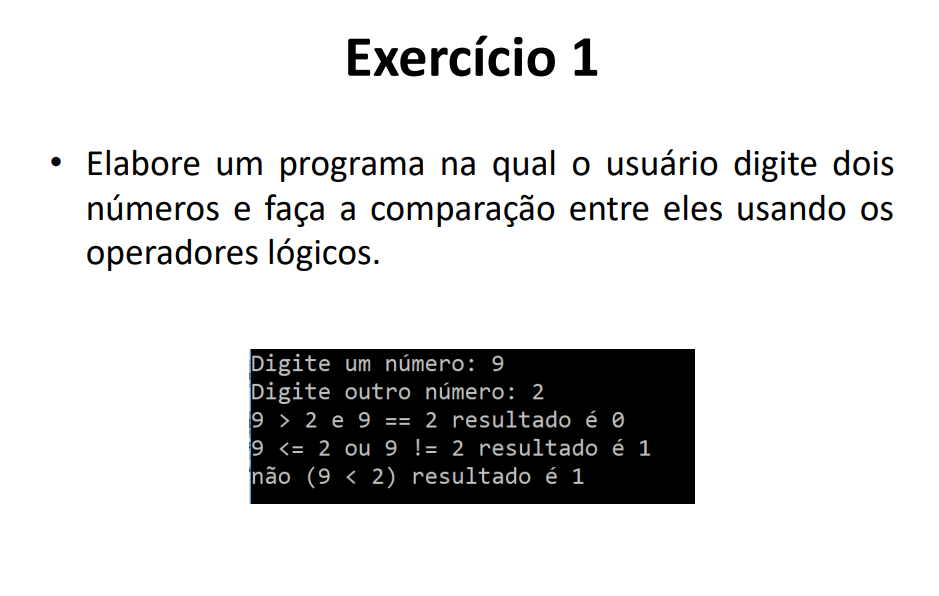 Exercício 1
• Elabore um programa na qual o usuário digite dois
números e faça a comparação entre eles usando os
operadores lógicos.
Digite um número: 9
Digite outro número: 2
9 > 2 e 9 == 2 resultado é 0
9 <= 2 ou 9 != 2 resultado é 1
não (9 < 2) resultado é 1